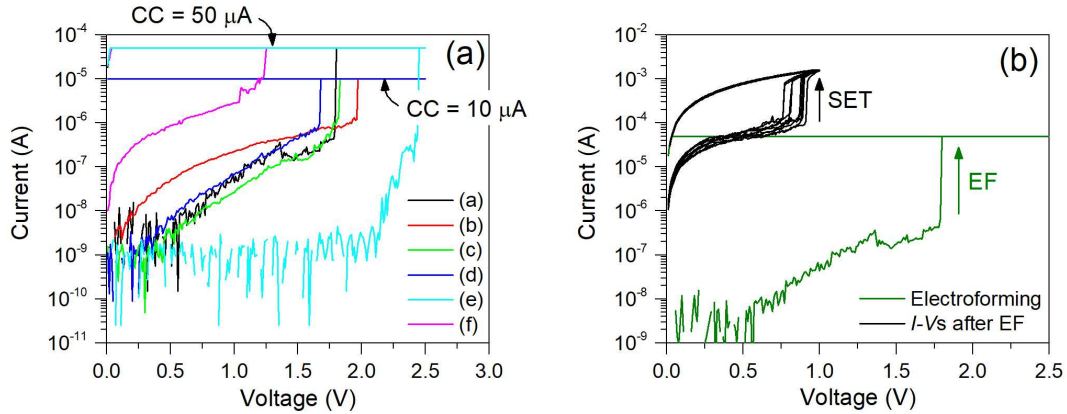 CC = 50 μA
(a)
CC = 10 μA
10⁻⁴
10⁻⁵
10⁻⁶
10⁻⁷
10⁻⁸
10⁻⁹
10⁻¹⁰
10⁻¹¹
Current (A)
(a)
(b)
(c)
(d)
(e)
(f)
0.0 0.5 1.0 1.5 2.0 2.5 3.0
Voltage (V)
(b)
10⁻²
10⁻³
10⁻⁴
10⁻⁵
10⁻⁶
10⁻⁷
10⁻⁸
10⁻⁹
Current (A)
SET
EF
Electroforming
I-Vs after EF
0.0 0.5 1.0 1.5 2.0 2.5
Voltage (V)